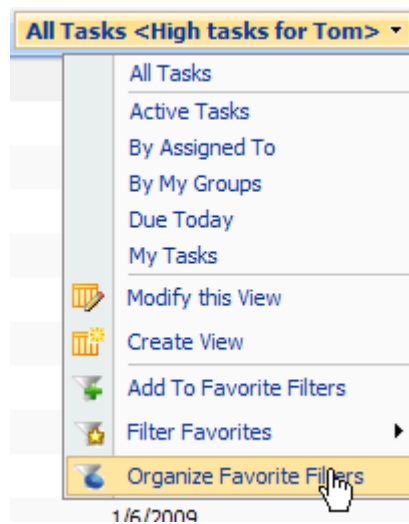 All Tasks <High tasks for Tom>
All Tasks
Active Tasks
By Assigned To
By My Groups
Due Today
My Tasks
Modify this View
Create View
Add To Favorite Filters
Filter Favorites
Organize Favorite Filters
1/6/2009